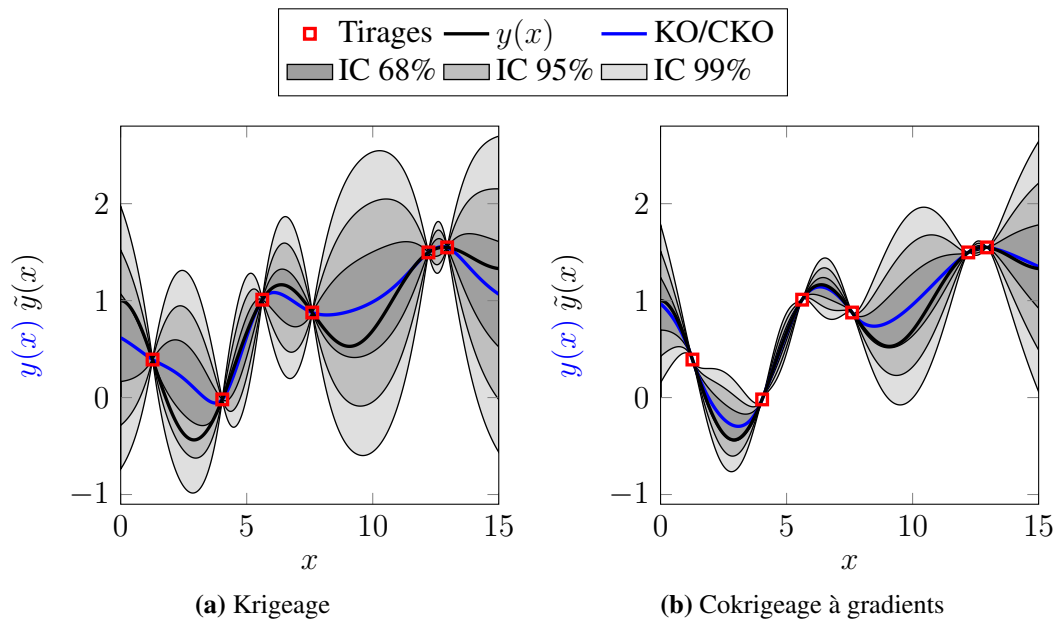 Tirages y(x) KO/CKO
IC 68% IC 95% IC 99%
y(x) ỹ(x)
2
1
0
−1
0 5 10 15
x
(a) Krigeage
y(x) ỹ(x)
2
1
0
−1
0 5 10 15
x
(b) Cokrigeage à gradients